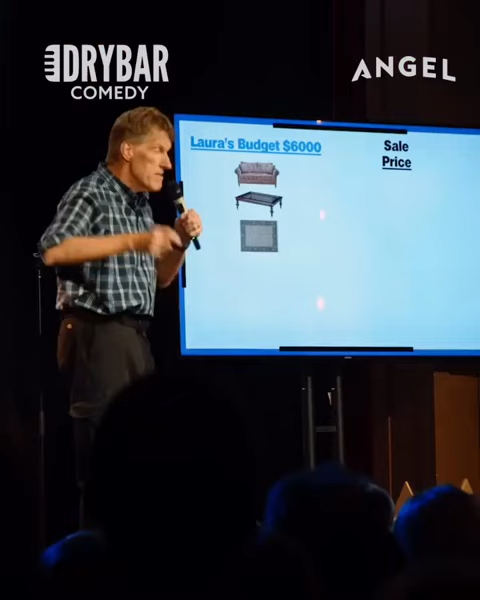 DRYBAR
COMEDY
ANGEL
Laura's Budget $6000
Sale
Price